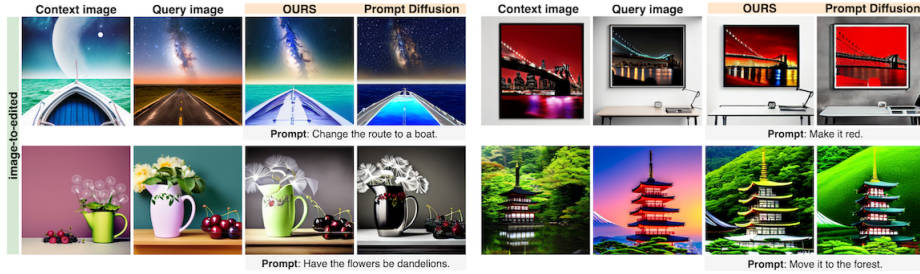 Context image Query image OURS Prompt Diffusion Context image Query image OURS Prompt Diffusion
image-to-edited
Prompt: Change the route to a boat. Prompt: Make it red.
Prompt: Have the flowers be dandelions. Prompt: Move it to the forest.